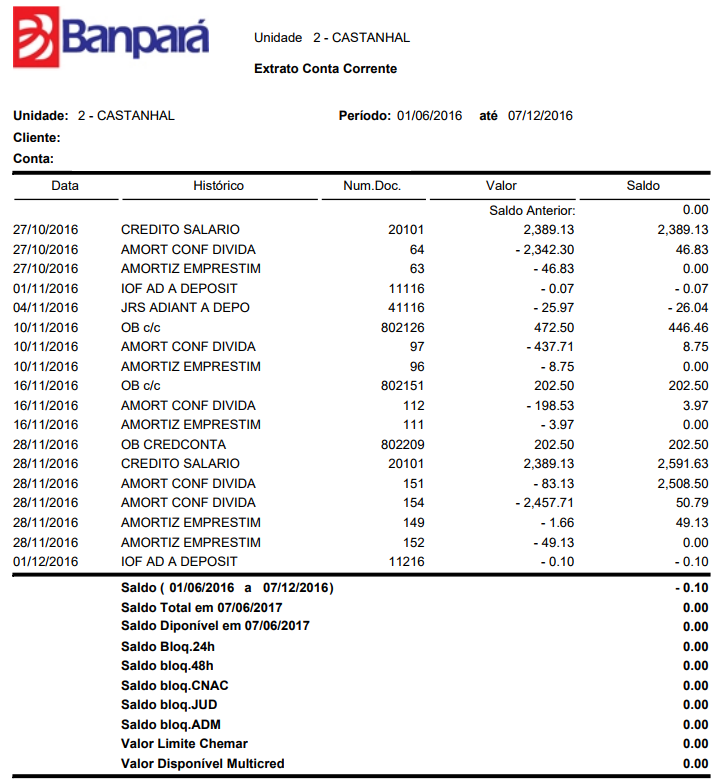 Banpará
Unidade 2 - CASTANHAL
Extrato Conta Corrente
Unidade: 2 - CASTANHAL Período: 01/06/2016 até 07/12/2016
Cliente:
Conta:
Data Histórico Num.Doc. Valor Saldo
Saldo Anterior: 0.00
27/10/2016 CREDITO SALARIO 20101 2,389.13 2,389.13
27/10/2016 AMORT CONF DIVIDA 64 - 2,342.30 46.83
27/10/2016 AMORTIZ EMPRESTIM 63 - 46.83 0.00
01/11/2016 IOF AD A DEPOSIT 11116 - 0.07 - 0.07
04/11/2016 JRS ADIANT A DEPO 41116 - 25.97 - 26.04
10/11/2016 OB c/c 802126 472.50 446.46
10/11/2016 AMORT CONF DIVIDA 97 - 437.71 8.75
10/11/2016 AMORTIZ EMPRESTIM 96 - 8.75 0.00
16/11/2016 OB c/c 802151 202.50 202.50
16/11/2016 AMORT CONF DIVIDA 112 - 198.53 3.97
16/11/2016 AMORTIZ EMPRESTIM 111 - 3.97 0.00
28/11/2016 OB CREDCONTA 802209 202.50 202.50
28/11/2016 CREDITO SALARIO 20101 2,389.13 2,591.63
28/11/2016 AMORT CONF DIVIDA 151 - 83.13 2,508.50
28/11/2016 AMORT CONF DIVIDA 154 - 2,457.71 50.79
28/11/2016 AMORTIZ EMPRESTIM 149 - 1.66 49.13
28/11/2016 AMORTIZ EMPRESTIM 152 - 49.13 0.00
01/12/2016 IOF AD A DEPOSIT 11216 - 0.10 - 0.10
Saldo ( 01/06/2016 a 07/12/2016) - 0.10
Saldo Total em 07/06/2017 0.00
Saldo Diponível em 07/06/2017 0.00
Saldo Bloq.24h 0.00
Saldo bloq.48h 0.00
Saldo bloq.CNAC 0.00
Saldo bloq.JUD 0.00
Saldo bloq.ADM 0.00
Valor Limite Chemar 0.00
Valor Disponível Multicred 0.00